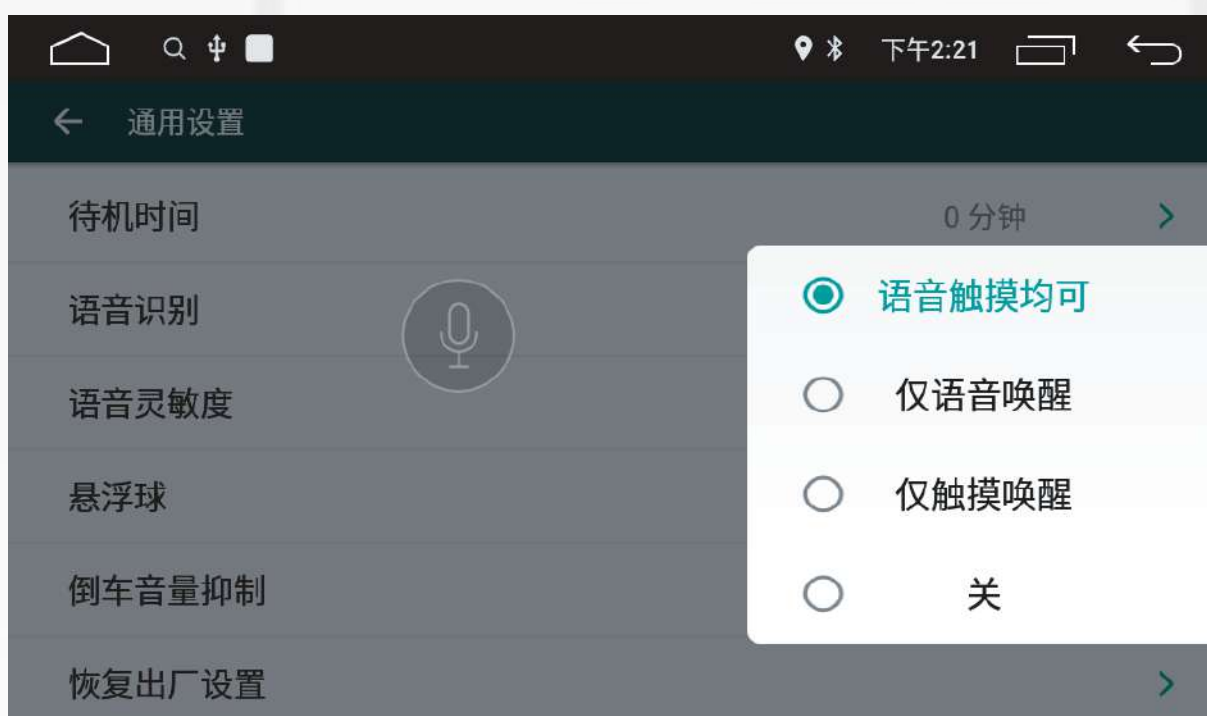 下午2:21
通用设置
待机时间 0 分钟
语音识别
语音触摸均可
语音灵敏度
仅语音唤醒
悬浮球
仅触摸唤醒
倒车音量抑制
关
恢复出厂设置